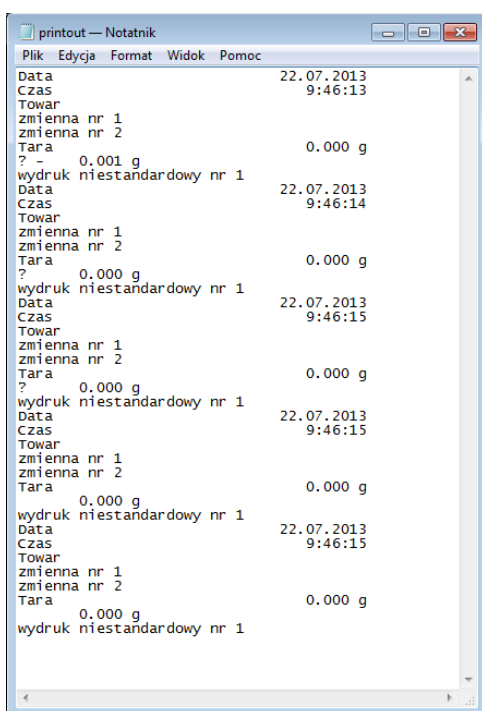 printout — Notatnik
Plik Edycja Format Widok Pomoc
Data 22.07.2013
Czas 9:46:13
Towar
zmienna nr 1
zmienna nr 2
Tara 0.000 g
? - 0.001 g
wydruk niestandardowy nr 1
Data 22.07.2013
Czas 9:46:14
Towar
zmienna nr 1
zmienna nr 2
Tara 0.000 g
? 0.000 g
wydruk niestandardowy nr 1
Data 22.07.2013
Czas 9:46:15
Towar
zmienna nr 1
zmienna nr 2
Tara 0.000 g
? 0.000 g
wydruk niestandardowy nr 1
Data 22.07.2013
Czas 9:46:15
Towar
zmienna nr 1
zmienna nr 2
Tara 0.000 g
0.000 g
wydruk niestandardowy nr 1
Data 22.07.2013
Czas 9:46:15
Towar
zmienna nr 1
zmienna nr 2
Tara 0.000 g
0.000 g
wydruk niestandardowy nr 1